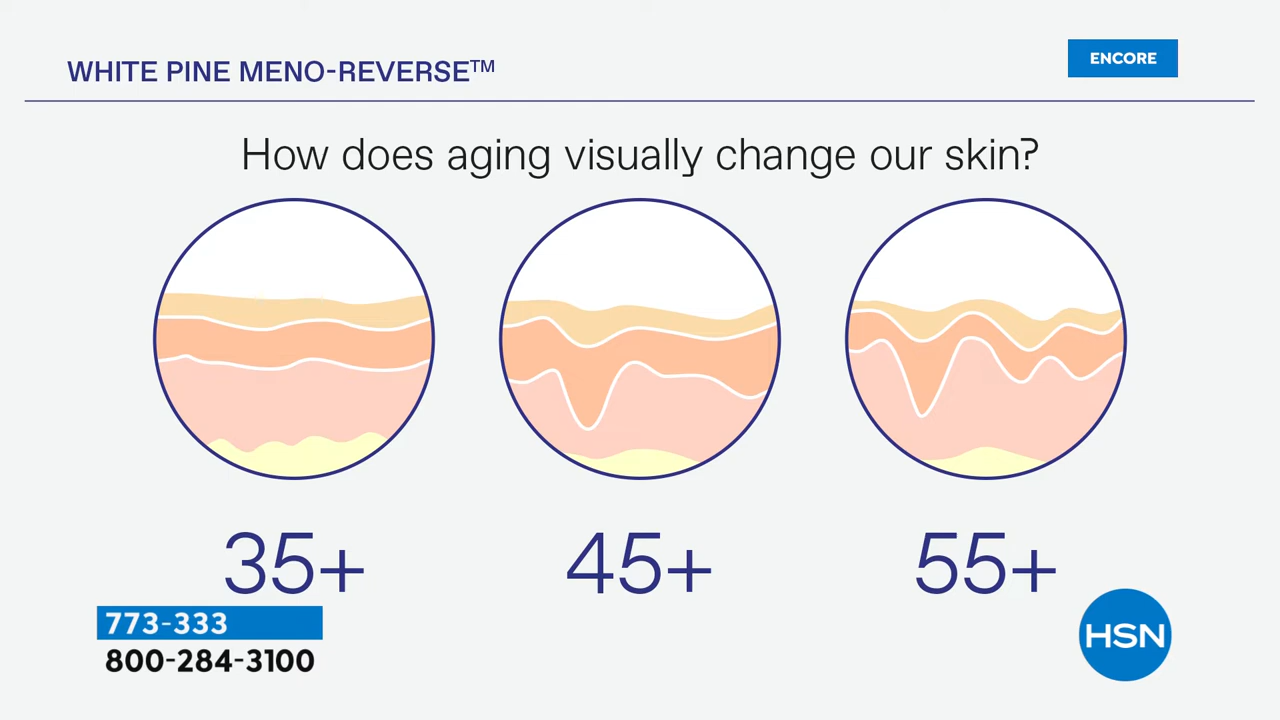 WHITE PINE MENO-REVERSE™
ENCORE
How does aging visually change our skin?
35+
45+
55+
773-333
800-284-3100
HSN